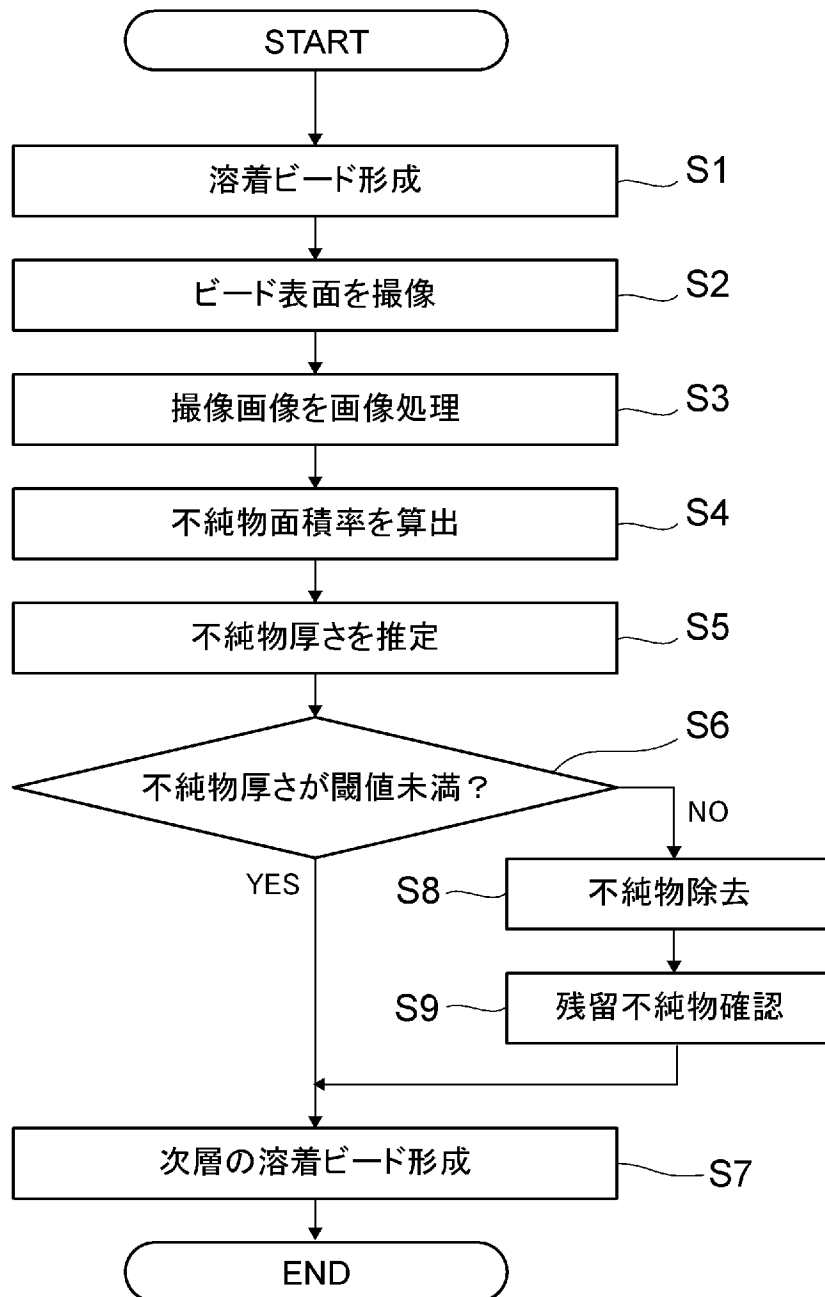 START
溶着ビード形成
S1
ビード表面を撮像
S2
撮像画像を画像処理
S3
不純物面積率を算出
S4
不純物厚さを推定
S5
S6
不純物厚さが閾値未満？
NO
YES
S8
不純物除去
S9
残留不純物確認
次層の溶着ビード形成
S7
END